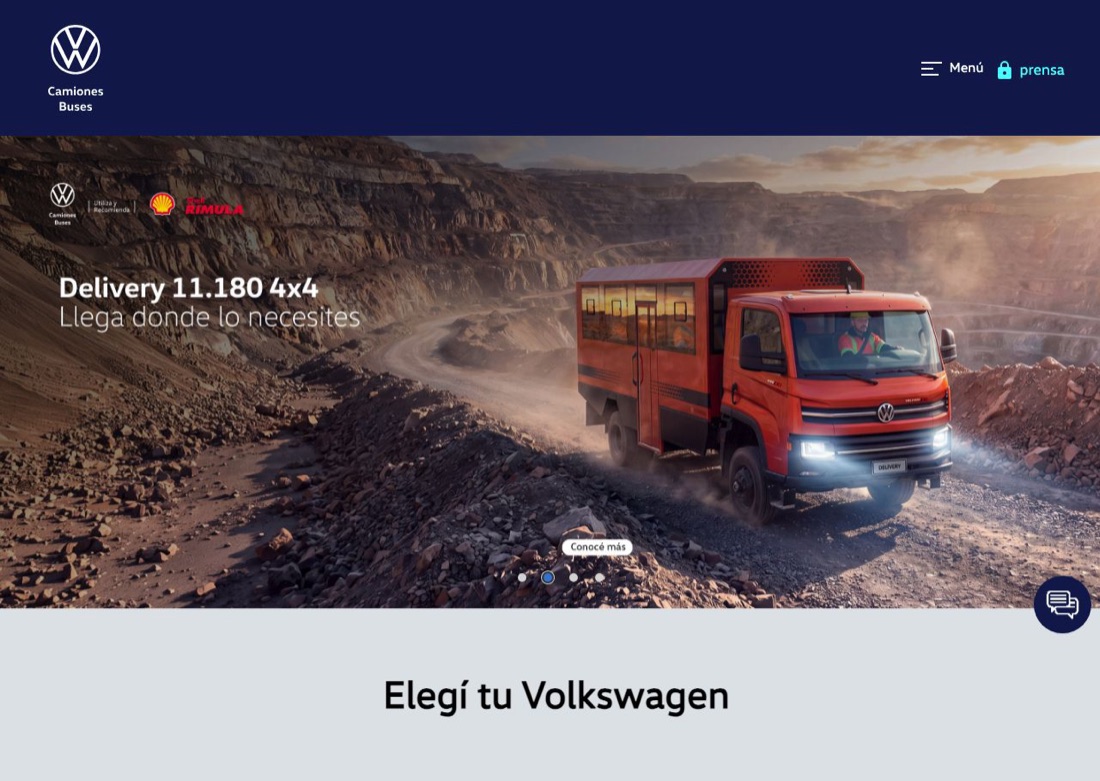 Camiones
Buses
Menú
prensa
Camiones
Buses
Utiliza y
Recomienda
Shell
RIMULA
Delivery 11.180 4x4
Llega donde lo necesites
DELIVERY
Conocé más
Elegí tu Volkswagen